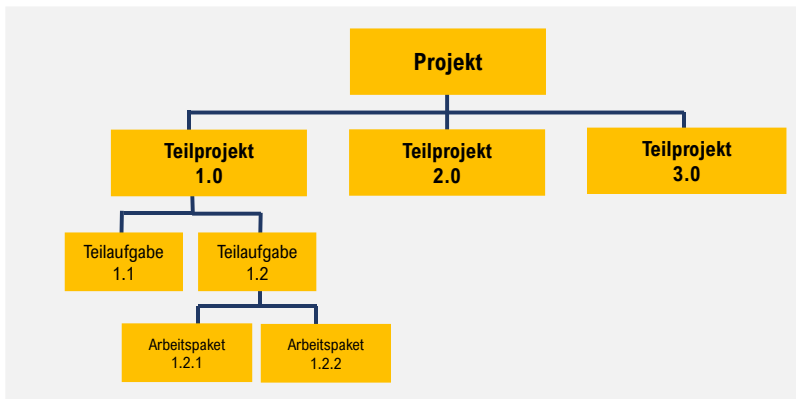 Projekt
Teilprojekt
1.0
Teilprojekt
2.0
Teilprojekt
3.0
Teilaufgabe
1.1
Teilaufgabe
1.2
Arbeitspaket
1.2.1
Arbeitspaket
1.2.2